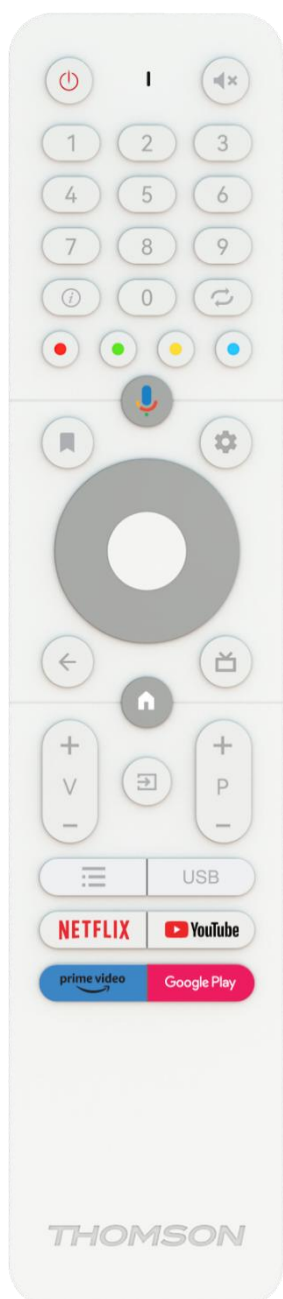 1 2 3
4 5 6
7 8 9
i 0
+ +
V P
- -
USB
NETFLIX YouTube
prime video Google Play
THOMSON